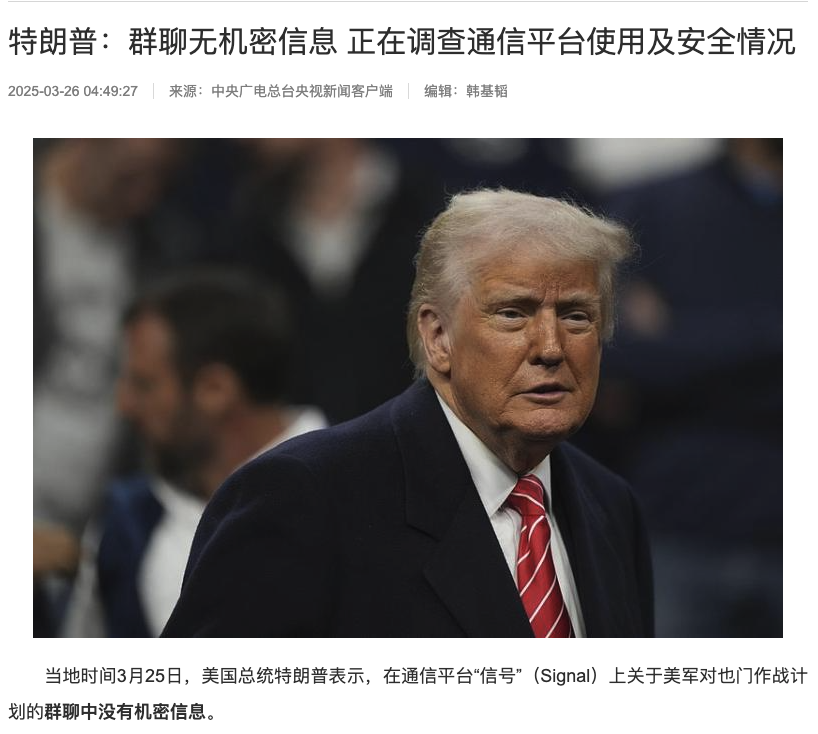 特朗普：群聊无机密信息 正在调查通信平台使用及安全情况
2025-03-26 04:49:27 来源：中央广电总台央视新闻客户端 编辑：韩基韬
当地时间3月25日，美国总统特朗普表示，在通信平台“信号”（Signal）上关于美军对也门作战计
划的群聊中没有机密信息。